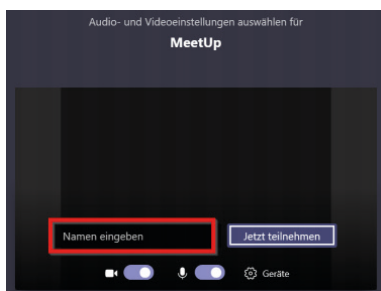 Audio- und Videoeinstellungen auswählen für
MeetUp
Namen eingeben
Jetzt teilnehmen
Geräte